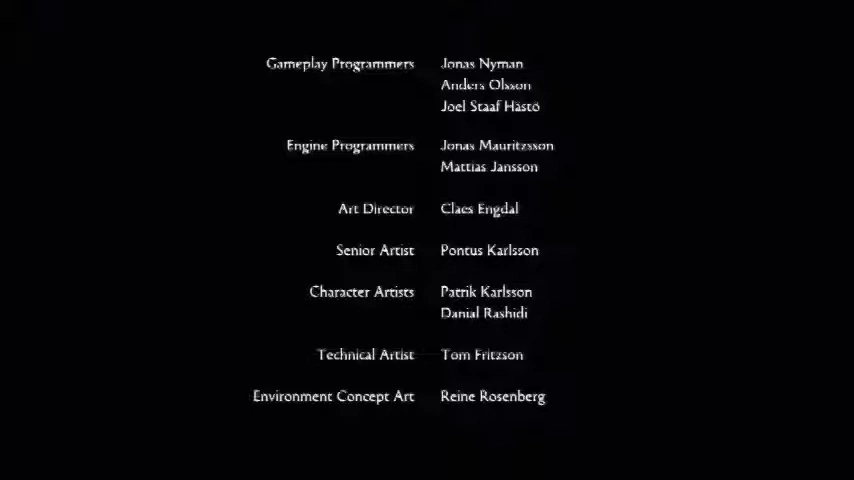 Gameplay Programmers Jonas Nyman
Anders Olsson
Joel Staaf Hästö
Engine Programmers Jonas Mauritzsson
Mattias Jansson
Art Director Claes Engdal
Senior Artist Pontus Karlsson
Character Artists Patrik Karlsson
Danial Rashidi
Technical Artist Tom Fritzson
Environment Concept Art Reine Rosenberg